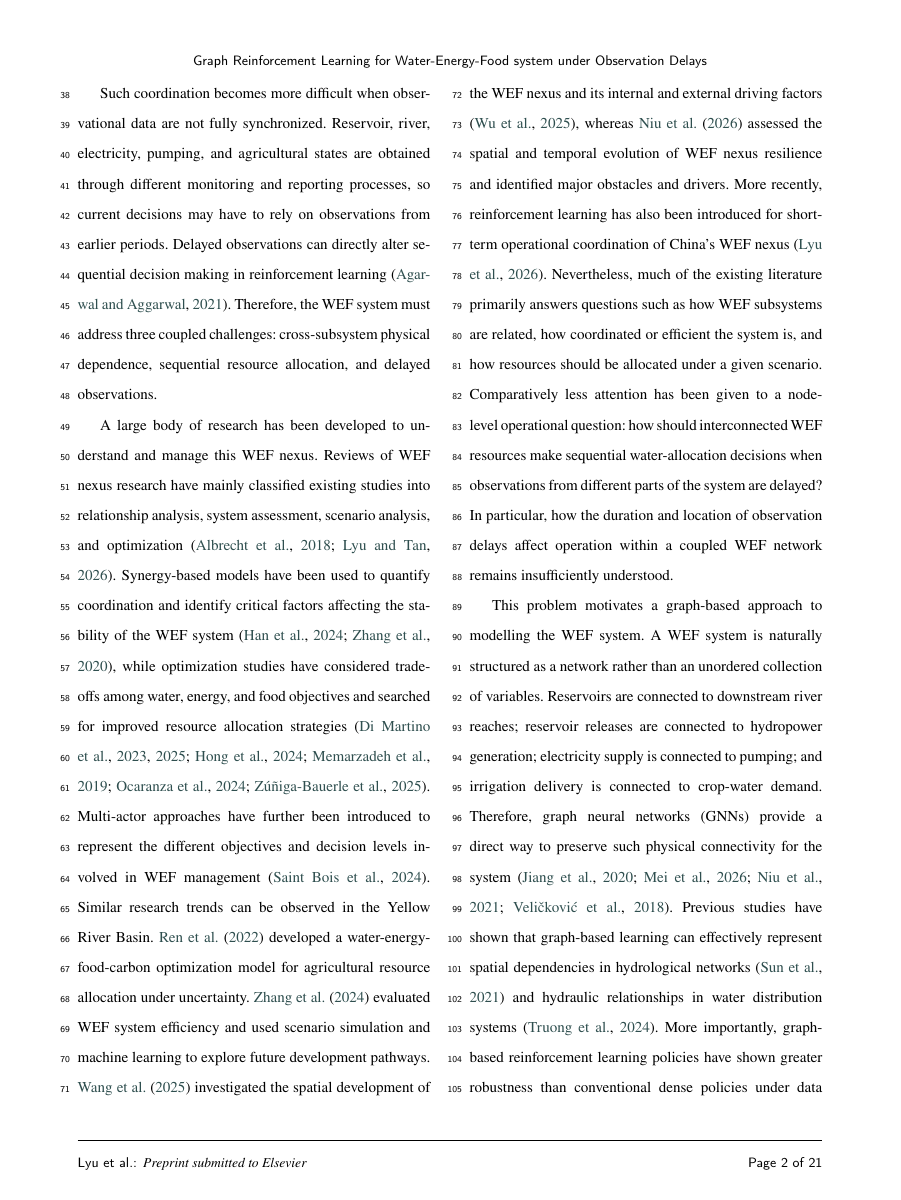 Graph Reinforcement Learning for Water-Energy-Food system under Observation Delays
38 Such coordination becomes more difficult when obser-
39 vational data are not fully synchronized. Reservoir, river,
40 electricity, pumping, and agricultural states are obtained
41 through different monitoring and reporting processes, so
42 current decisions may have to rely on observations from
43 earlier periods. Delayed observations can directly alter se-
44 quential decision making in reinforcement learning (Agar-
45 wal and Aggarwal, 2021). Therefore, the WEF system must
46 address three coupled challenges: cross-subsystem physical
47 dependence, sequential resource allocation, and delayed
48 observations.
49 A large body of research has been developed to un-
50 derstand and manage this WEF nexus. Reviews of WEF
51 nexus research have mainly classified existing studies into
52 relationship analysis, system assessment, scenario analysis,
53 and optimization (Albrecht et al., 2018; Lyu and Tan,
54 2026). Synergy-based models have been used to quantify
55 coordination and identify critical factors affecting the sta-
56 bility of the WEF system (Han et al., 2024; Zhang et al.,
57 2020), while optimization studies have considered trade-
58 offs among water, energy, and food objectives and searched
59 for improved resource allocation strategies (Di Martino
60 et al., 2023, 2025; Hong et al., 2024; Memarzadeh et al.,
61 2019; Ocaranza et al., 2024; Zúñiga-Bauerle et al., 2025).
62 Multi-actor approaches have further been introduced to
63 represent the different objectives and decision levels in-
64 volved in WEF management (Saint Bois et al., 2024).
65 Similar research trends can be observed in the Yellow
66 River Basin. Ren et al. (2022) developed a water-energy-
67 food-carbon optimization model for agricultural resource
68 allocation under uncertainty. Zhang et al. (2024) evaluated
69 WEF system efficiency and used scenario simulation and
70 machine learning to explore future development pathways.
71 Wang et al. (2025) investigated the spatial development of
72 the WEF nexus and its internal and external driving factors
73 (Wu et al., 2025), whereas Niu et al. (2026) assessed the
74 spatial and temporal evolution of WEF nexus resilience
75 and identified major obstacles and drivers. More recently,
76 reinforcement learning has also been introduced for short-
77 term operational coordination of China's WEF nexus (Lyu
78 et al., 2026). Nevertheless, much of the existing literature
79 primarily answers questions such as how WEF subsystems
80 are related, how coordinated or efficient the system is, and
81 how resources should be allocated under a given scenario.
82 Comparatively less attention has been given to a node-
83 level operational question: how should interconnected WEF
84 resources make sequential water-allocation decisions when
85 observations from different parts of the system are delayed?
86 In particular, how the duration and location of observation
87 delays affect operation within a coupled WEF network
88 remains insufficiently understood.
89 This problem motivates a graph-based approach to
90 modelling the WEF system. A WEF system is naturally
91 structured as a network rather than an unordered collection
92 of variables. Reservoirs are connected to downstream river
93 reaches; reservoir releases are connected to hydropower
94 generation; electricity supply is connected to pumping; and
95 irrigation delivery is connected to crop-water demand.
96 Therefore, graph neural networks (GNNs) provide a
97 direct way to preserve such physical connectivity for the
98 system (Jiang et al., 2020; Mei et al., 2026; Niu et al.,
99 2021; Veličković et al., 2018). Previous studies have
100 shown that graph-based learning can effectively represent
101 spatial dependencies in hydrological networks (Sun et al.,
102 2021) and hydraulic relationships in water distribution
103 systems (Truong et al., 2024). More importantly, graph-
104 based reinforcement learning policies have shown greater
105 robustness than conventional dense policies under data
Lyu et al.: Preprint submitted to Elsevier
Page 2 of 21